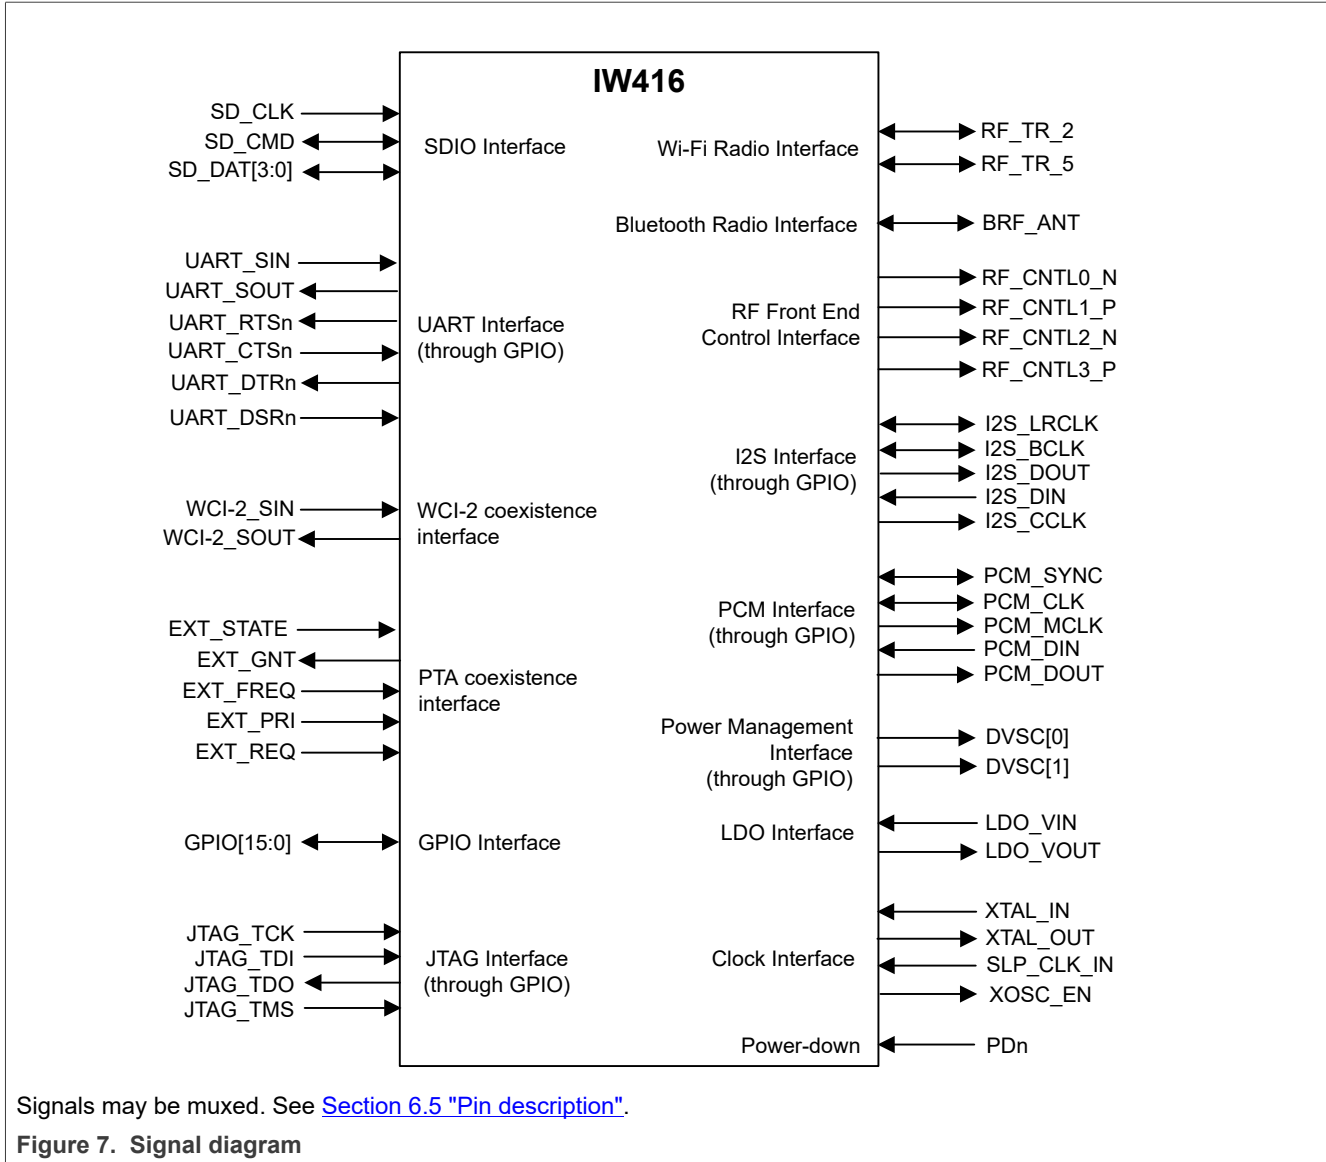 IW416
SD_CLK
SD_CMD
SD_DAT[3:0]
SDIO Interface
UART_SIN
UART_SOUT
UART_RTSn
UART_CTSn
UART_DTRn
UART_DSRn
UART Interface
(through GPIO)
WCI-2_SIN
WCI-2_SOUT
WCI-2 coexistence
interface
EXT_STATE
EXT_GNT
EXT_FREQ
EXT_PRI
EXT_REQ
PTA coexistence
interface
GPIO[15:0]
GPIO Interface
JTAG_TCK
JTAG_TDI
JTAG_TDO
JTAG_TMS
JTAG Interface
(through GPIO)
Wi-Fi Radio Interface
RF_TR_2
RF_TR_5
Bluetooth Radio Interface
BRF_ANT
RF Front End
Control Interface
RF_CNTL0_N
RF_CNTL1_P
RF_CNTL2_N
RF_CNTL3_P
I2S Interface
(through GPIO)
I2S_LRCLK
I2S_BCLK
I2S_DOUT
I2S_DIN
I2S_CCLK
PCM Interface
(through GPIO)
PCM_SYNC
PCM_CLK
PCM_MCLK
PCM_DIN
PCM_DOUT
Power Management
Interface
(through GPIO)
DVSC[0]
DVSC[1]
LDO Interface
LDO_VIN
LDO_VOUT
Clock Interface
XTAL_IN
XTAL_OUT
SLP_CLK_IN
XOSC_EN
Power-down
PDn
Signals may be muxed. See Section 6.5 "Pin description".
Figure 7. Signal diagram